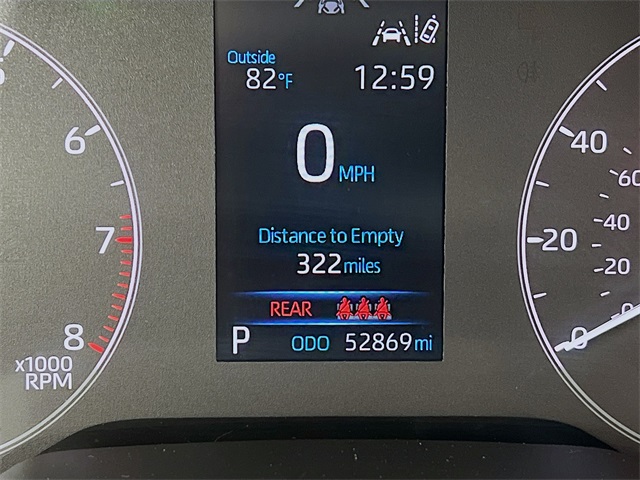 Outside
82°F 12:59
0 MPH
Distance to Empty
322 miles
REAR
P ODO 52869 mi
6
7
8
x1000
RPM
40
20
0
60
40
20
0